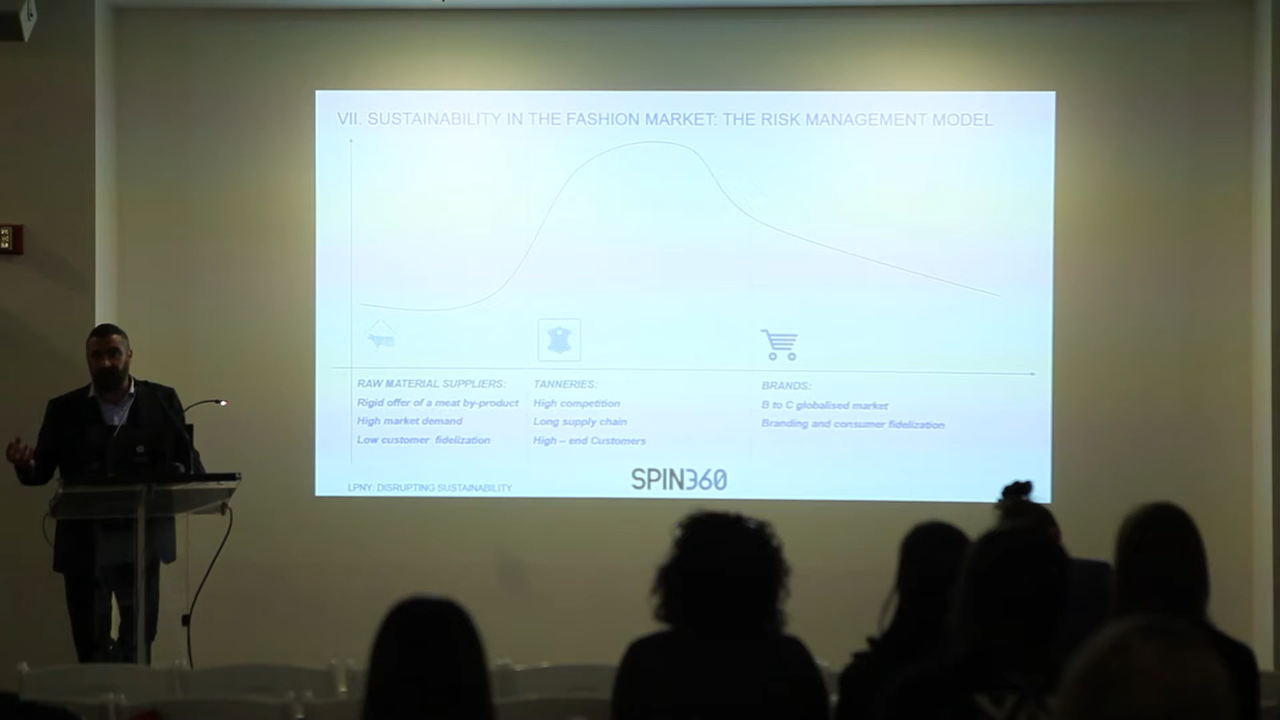 VII. SUSTAINABILITY IN THE FASHION MARKET: THE RISK MANAGEMENT MODEL
RAW MATERIAL SUPPLIERS:
Rigid offer of a meat by-product
High market demand
Low customer fidelization
TANNERIES:
High competition
Long supply chain
High – end Customers
BRANDS:
B to C globalised market
Branding and consumer fidelization
LPNY: DISRUPTING SUSTAINABILITY
SPIN360